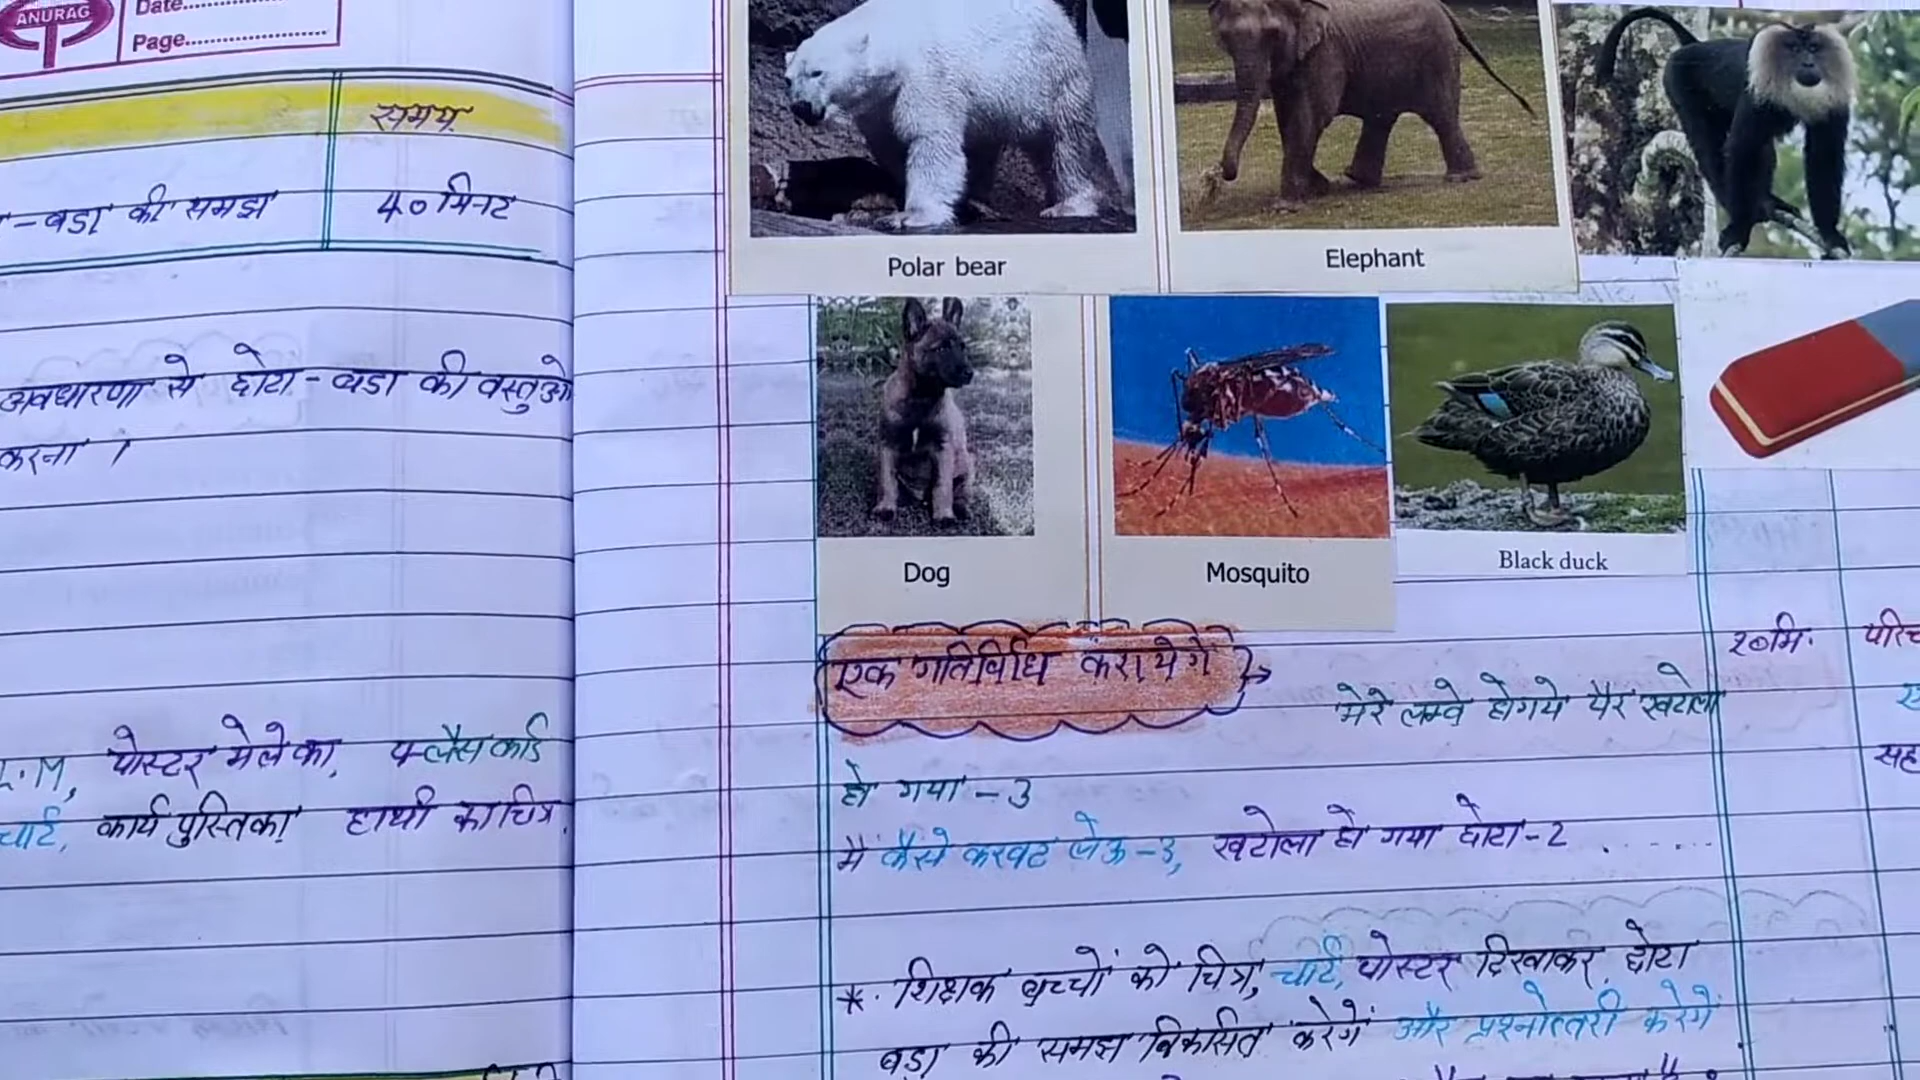 ANURAG
Date
Page
समय
-बडा की समझ
40 मिनट
अवधारणा से छोटा-बडा की वस्तुओ
करना ।
M, पोस्टर मेले का, फ्लैस कार्ड
चार्ट, कार्य पुस्तिका हाथी का चित्र.
Polar bear
Elephant
Dog
Mosquito
Black duck
एक गतिविधि करायेगें
मेरे लम्वे होगये पैर खटोला
हो गया -3
मै कैसे करवट लेऊ-3, खटोला हो गया छोटा-2 .......
*. शिक्षक बच्चों को चित्र, चार्ट, पोस्टर दिखाकर, छोटा
बडा की समझ विकसित करेगें और प्रश्नोत्तरी करेगें
२०मि.